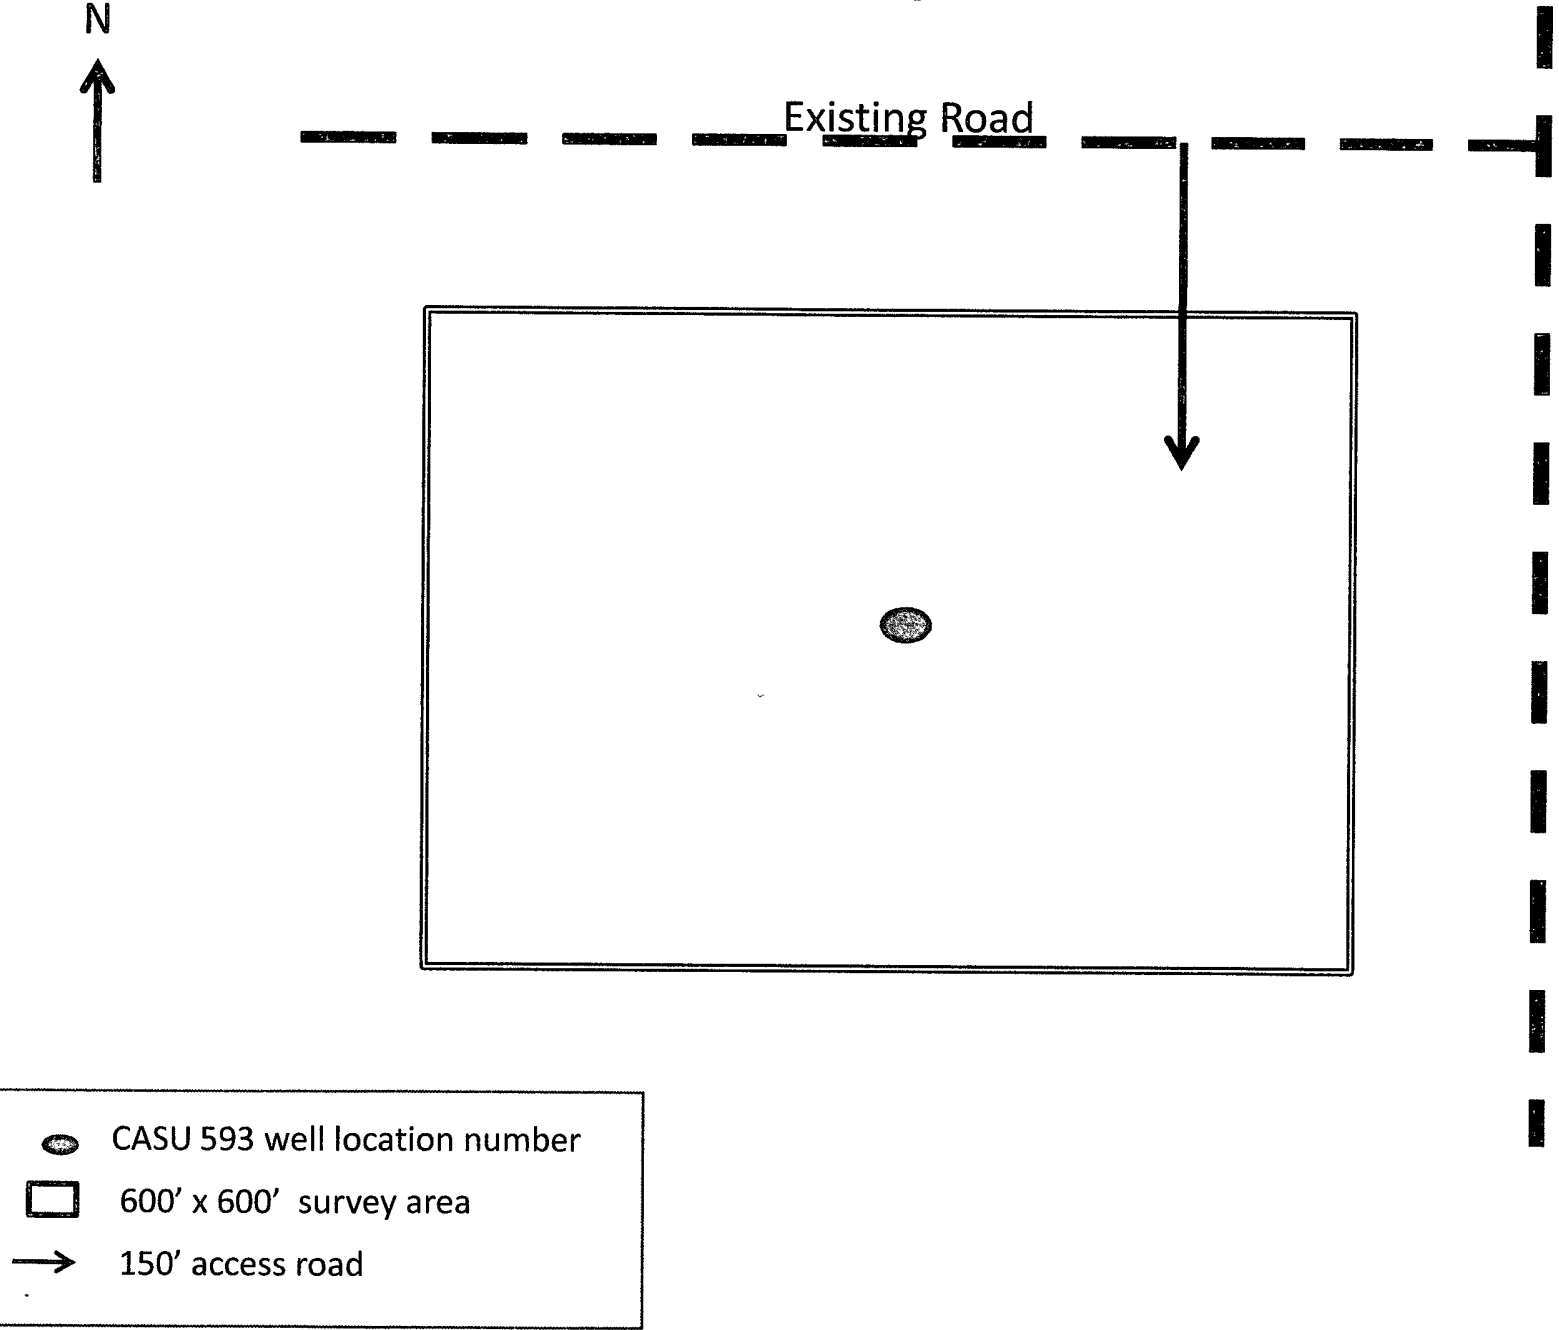 N
Existing Road
CASU 593 well location number
600' x 600' survey area
150' access road